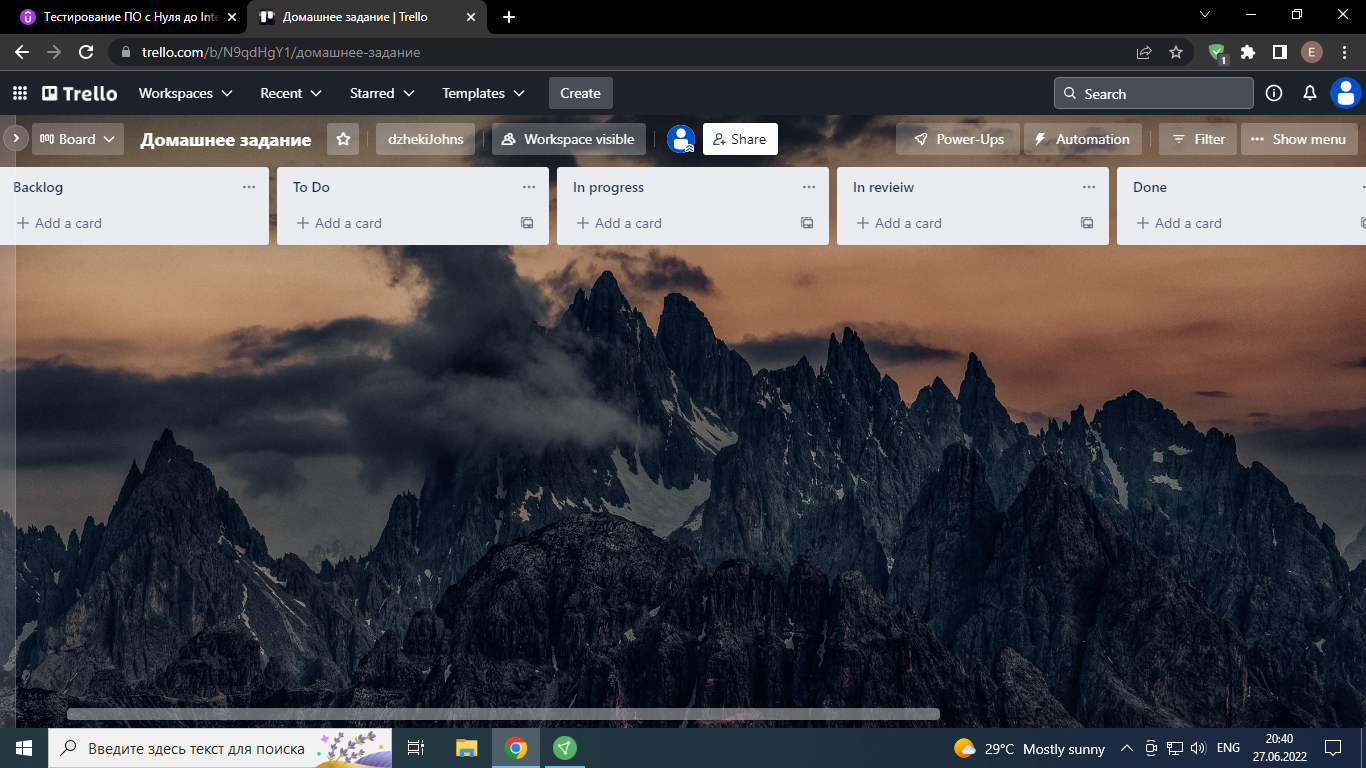 Тестирование ПО с Нуля до Inte
Домашнее задание | Trello
trello.com/b/N9qdHgY1/домашнее-задание
1
E
Trello Workspaces Recent Starred Templates Create Search
Board Домашнее задание dzhekiJohns Workspace visible Share Power-Ups Automation Filter Show menu
Backlog To Do In progress In revieiw Done
Add a card Add a card Add a card Add a card Add a card
Введите здесь текст для поиска 29°C Mostly sunny ENG 20:40
27.06.2022